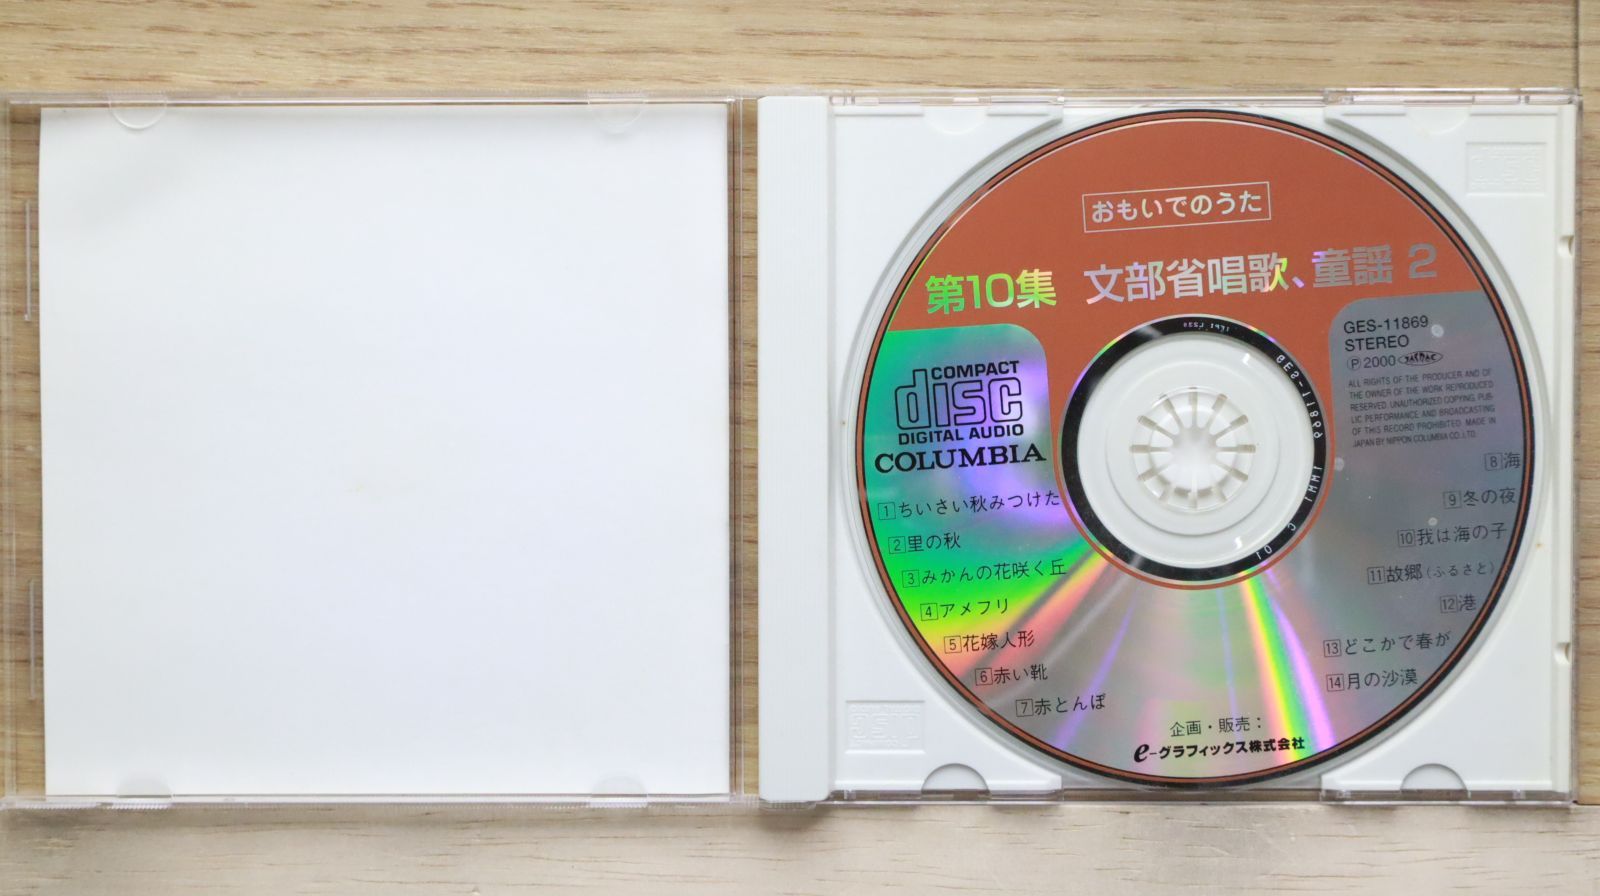 おもいでのうた
第10集 文部省唱歌、童謡 2
COMPACT
disc
DIGITAL AUDIO
COLUMBIA
GES-11869
STEREO
Ⓟ2000 JASRAC
ALL RIGHTS OF THE PRODUCER AND OF
THE OWNER OF THE WORK REPRODUCED
RESERVED. UNAUTHORIZED COPYING, PUB-
LIC PERFORMANCE AND BROADCASTING
OF THIS RECORD PROHIBITED. MADE IN
JAPAN BY NIPPON COLUMBIA CO.,LTD.
1 ちいさい秋みつけた
2 里の秋
3 みかんの花咲く丘
4 アメフリ
5 花嫁人形
6 赤い靴
7 赤とんぼ
8 海
9 冬の夜
10 我は海の子
11 故郷(ふるさと)
12 港
13 どこかで春が
14 月の沙漠
企画・販売:
e-グラフィックス株式会社